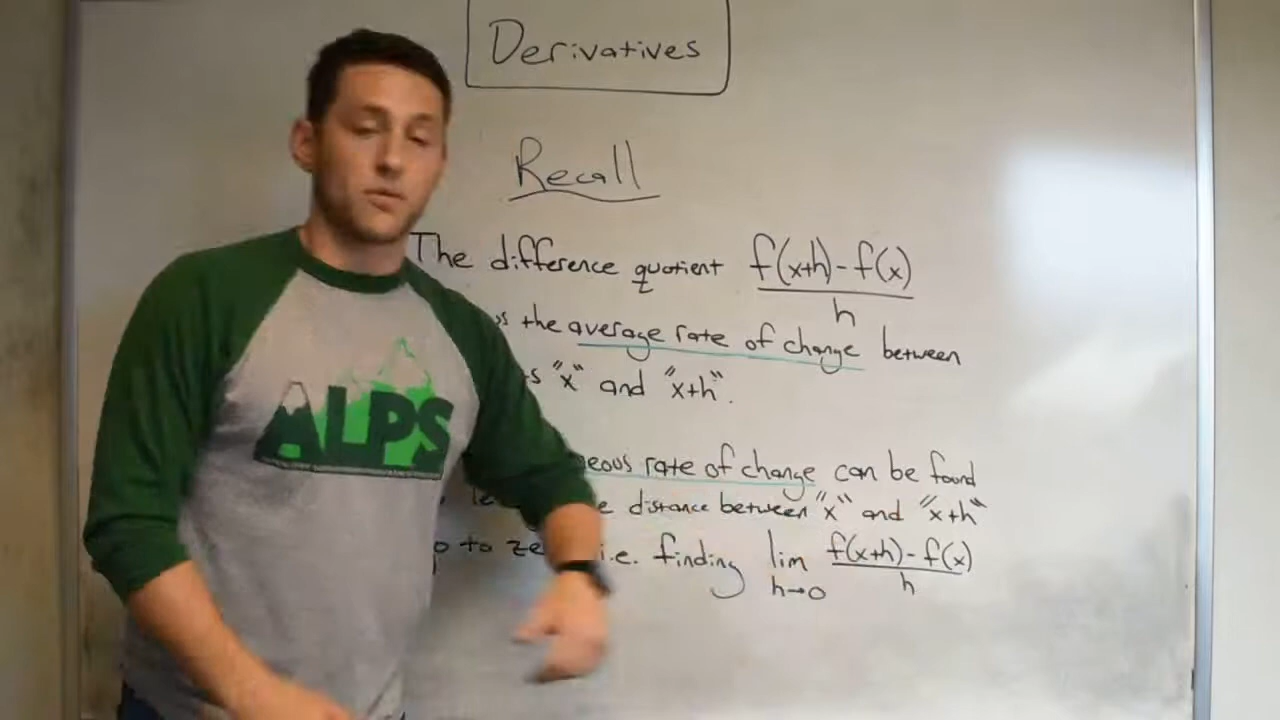 Derivatives
Recall
The difference quotient f(x+h)-f(x)
h
the average rate of change between
"x" and "x+h".
rate of change can be found
distance between "x" and "x+h"
to i.e. finding lim f(x+h)-f(x)
h→0 h
ALPS